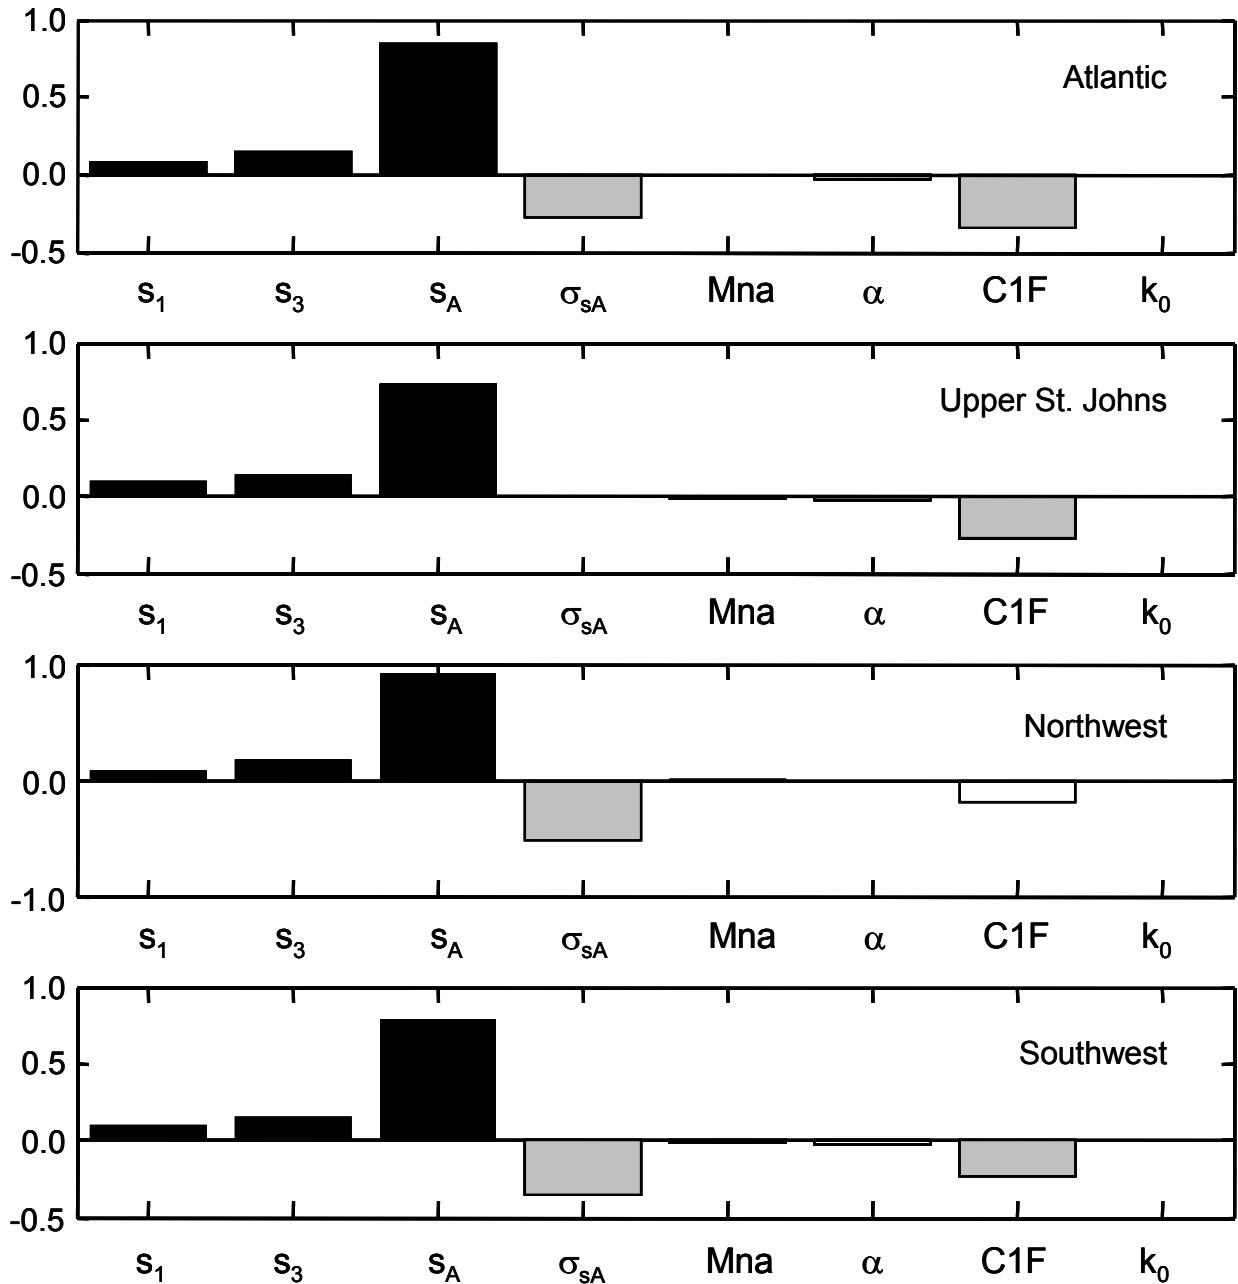 1.0
Atlantic
0.5
0.0
-0.5
s1 s3 sA σsA Mna α C1F k0
1.0
Upper St. Johns
0.5
0.0
-0.5
s1 s3 sA σsA Mna α C1F k0
1.0
Northwest
0.0
-1.0
s1 s3 sA σsA Mna α C1F k0
1.0
Southwest
0.5
0.0
-0.5
s1 s3 sA σsA Mna α C1F k0